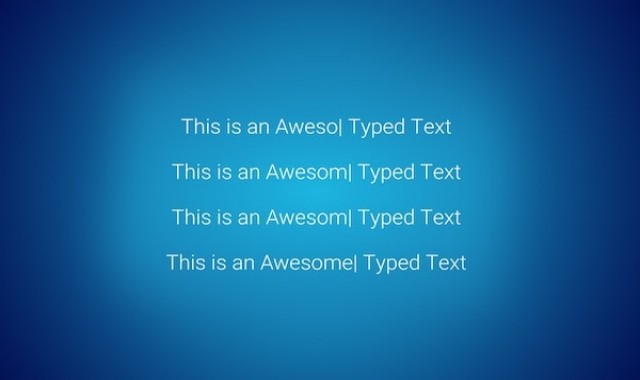 This is an Aweso| Typed Text
This is an Awesom| Typed Text
This is an Awesom| Typed Text
This is an Awesome| Typed Text